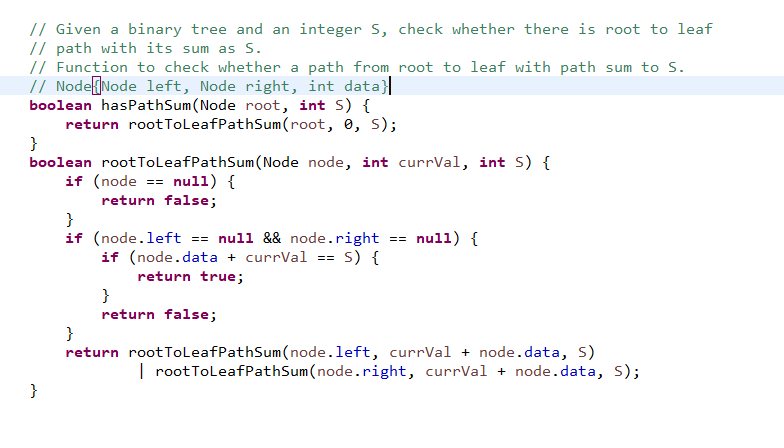 // Given a binary tree and an integer S, check whether there is root to leaf
// path with its sum as S.
// Function to check whether a path from root to leaf with path sum to S.
// Node{Node left, Node right, int data}
boolean hasPathSum(Node root, int S) {
    return rootToLeafPathSum(root, 0, S);
}
boolean rootToLeafPathSum(Node node, int currVal, int S) {
    if (node == null) {
        return false;
    }
    if (node.left == null && node.right == null) {
        if (node.data + currVal == S) {
            return true;
        }
        return false;
    }
    return rootToLeafPathSum(node.left, currVal + node.data, S)
            | rootToLeafPathSum(node.right, currVal + node.data, S);
}